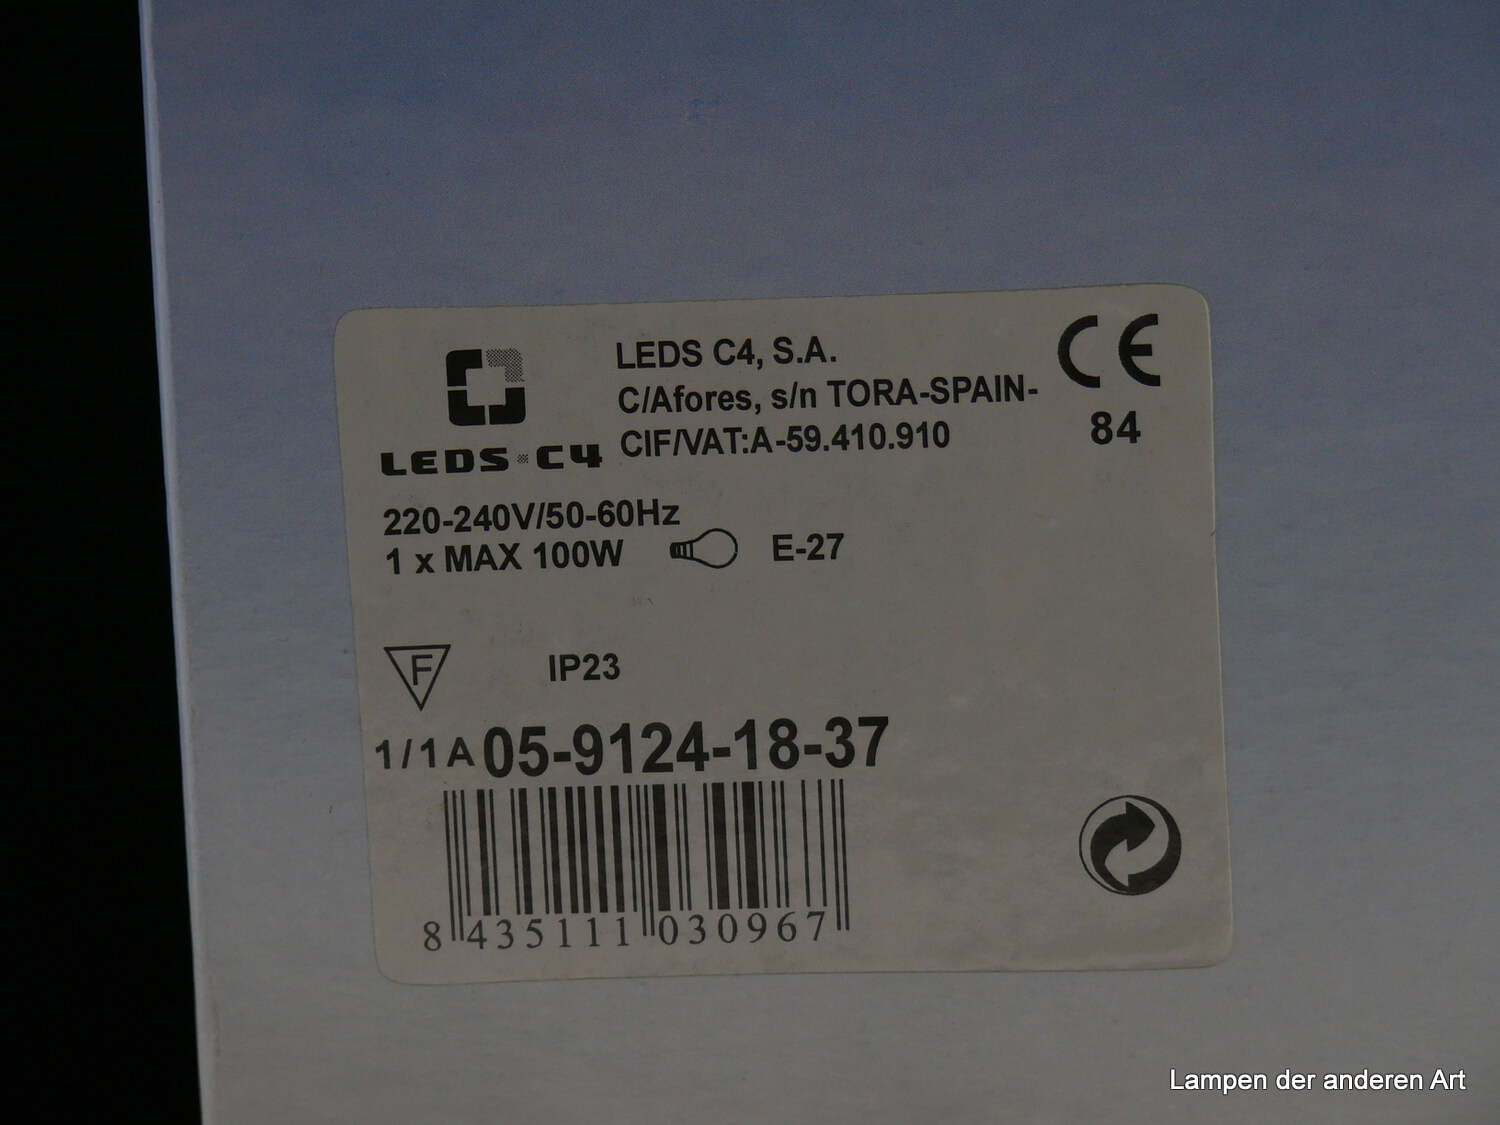 LEDS C4, S.A.
C/Afores, s/n TORA-SPAIN-
CIF/VAT:A-59.410.910
CE
84
LEDS C4
220-240V/50-60Hz
1 x MAX 100W E-27
F IP23
1/1A 05-9124-18-37
8 435111 030967
Lampen der anderen Art